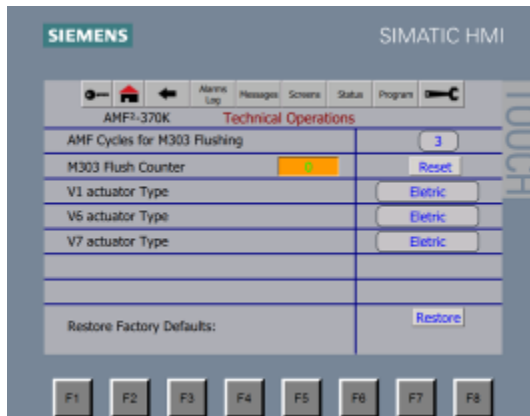 SIEMENS SIMATIC HMI
Alarms Log Messages Screens Status Program
AMF²-370K Technical Operations
AMF Cycles for M303 Flushing 3
M303 Flush Counter 0 Reset
V1 actuator Type Eletric
V6 actuator Type Eletric
V7 actuator Type Eletric
Restore Factory Defaults: Restore
TOUCH
F1 F2 F3 F4 F5 F6 F7 F8